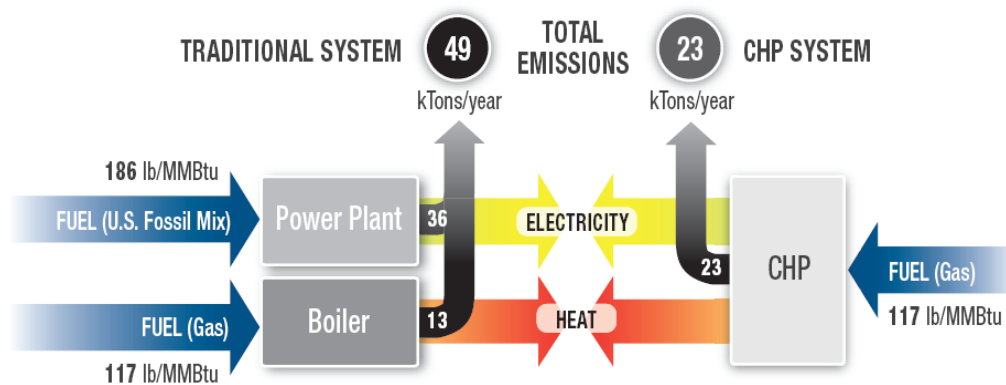 TRADITIONAL SYSTEM
49
kTons/year
TOTAL
EMISSIONS
23
kTons/year
CHP SYSTEM
186 lb/MMBtu
FUEL (U.S. Fossil Mix)
Power Plant
36
ELECTRICITY
FUEL (Gas)
117 lb/MMBtu
Boiler
13
HEAT
23
CHP
FUEL (Gas)
117 lb/MMBtu